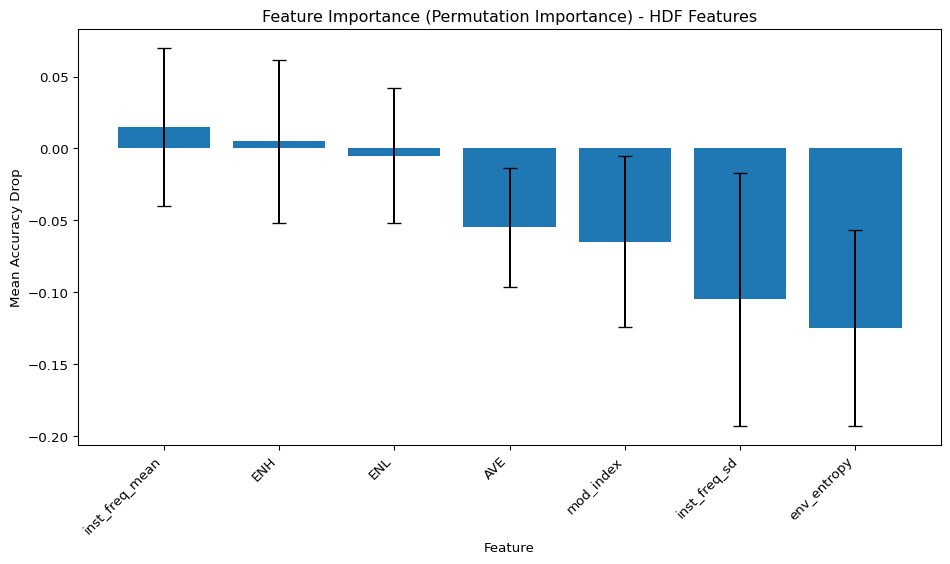 Feature Importance (Permutation Importance) - HDF Features
Mean Accuracy Drop
0.05
0.00
−0.05
−0.10
−0.15
−0.20
inst_freq_mean
ENH
ENL
AVE
mod_index
inst_freq_sd
env_entropy
Feature